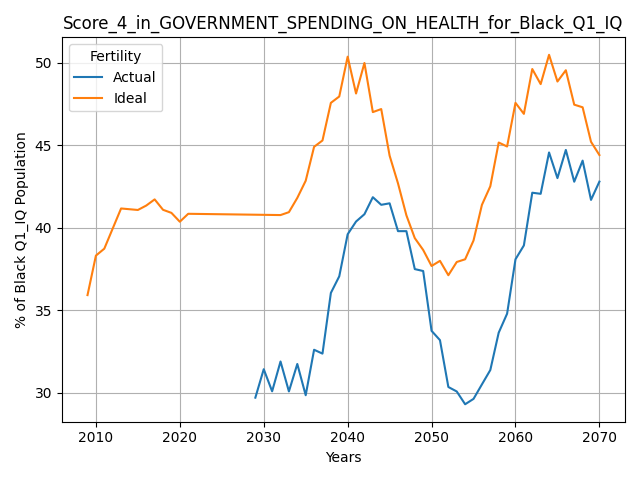 Score_4_in_GOVERNMENT_SPENDING_ON_HEALTH_for_Black_Q1_IQ
Fertility
Actual
Ideal
% of Black Q1_IQ Population
50
45
40
35
30
2010 2020 2030 2040 2050 2060 2070
Years